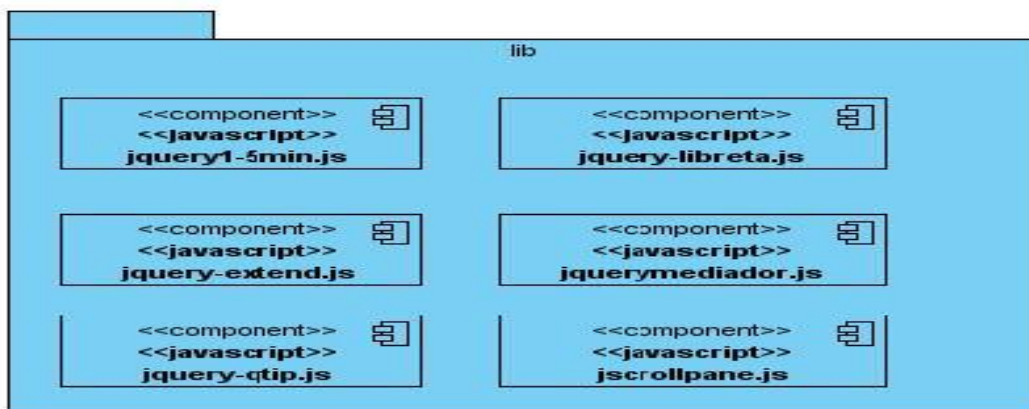 lib
<<component>>
<<javascript>>
jquery1-5min.js
<<component>>
<<javascript>>
jquery-libreta.js
<<component>>
<<javascript>>
jquery-extend.js
<<component>>
<<javascript>>
jquerymediador.js
<<component>>
<<javascript>>
jquery-qtip.js
<<component>>
<<javascript>>
jscrollpane.js